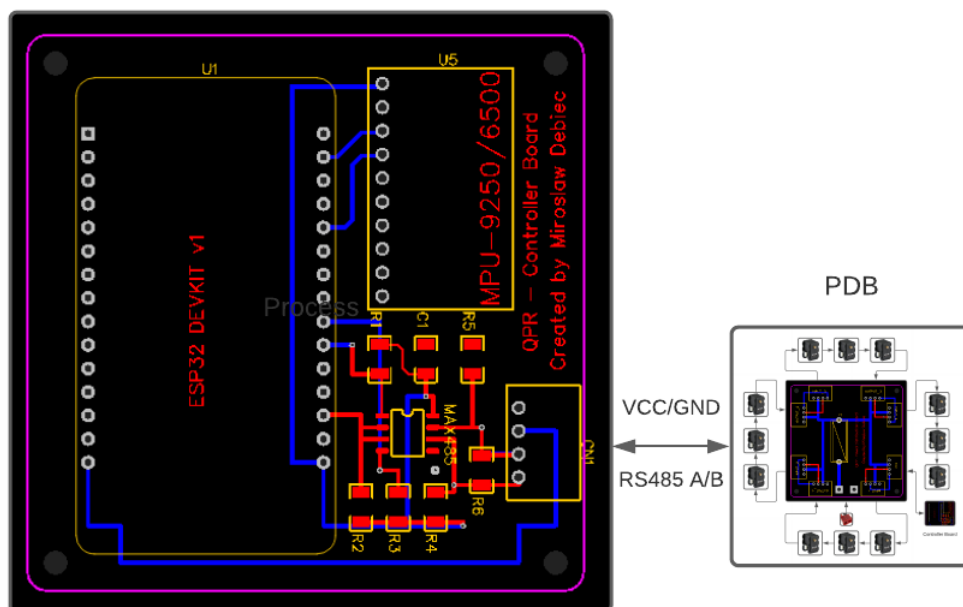 U1
U5
ESP32 DEVKIT v1
MPU-9250/6500
QPR - Controller Board
Created by Miroslaw Debiec
Process
R1
C1
R5
MAX485
CN1
R6
R2
R3
R4
VCC/GND
RS485 A/B
PDB
Controller Board